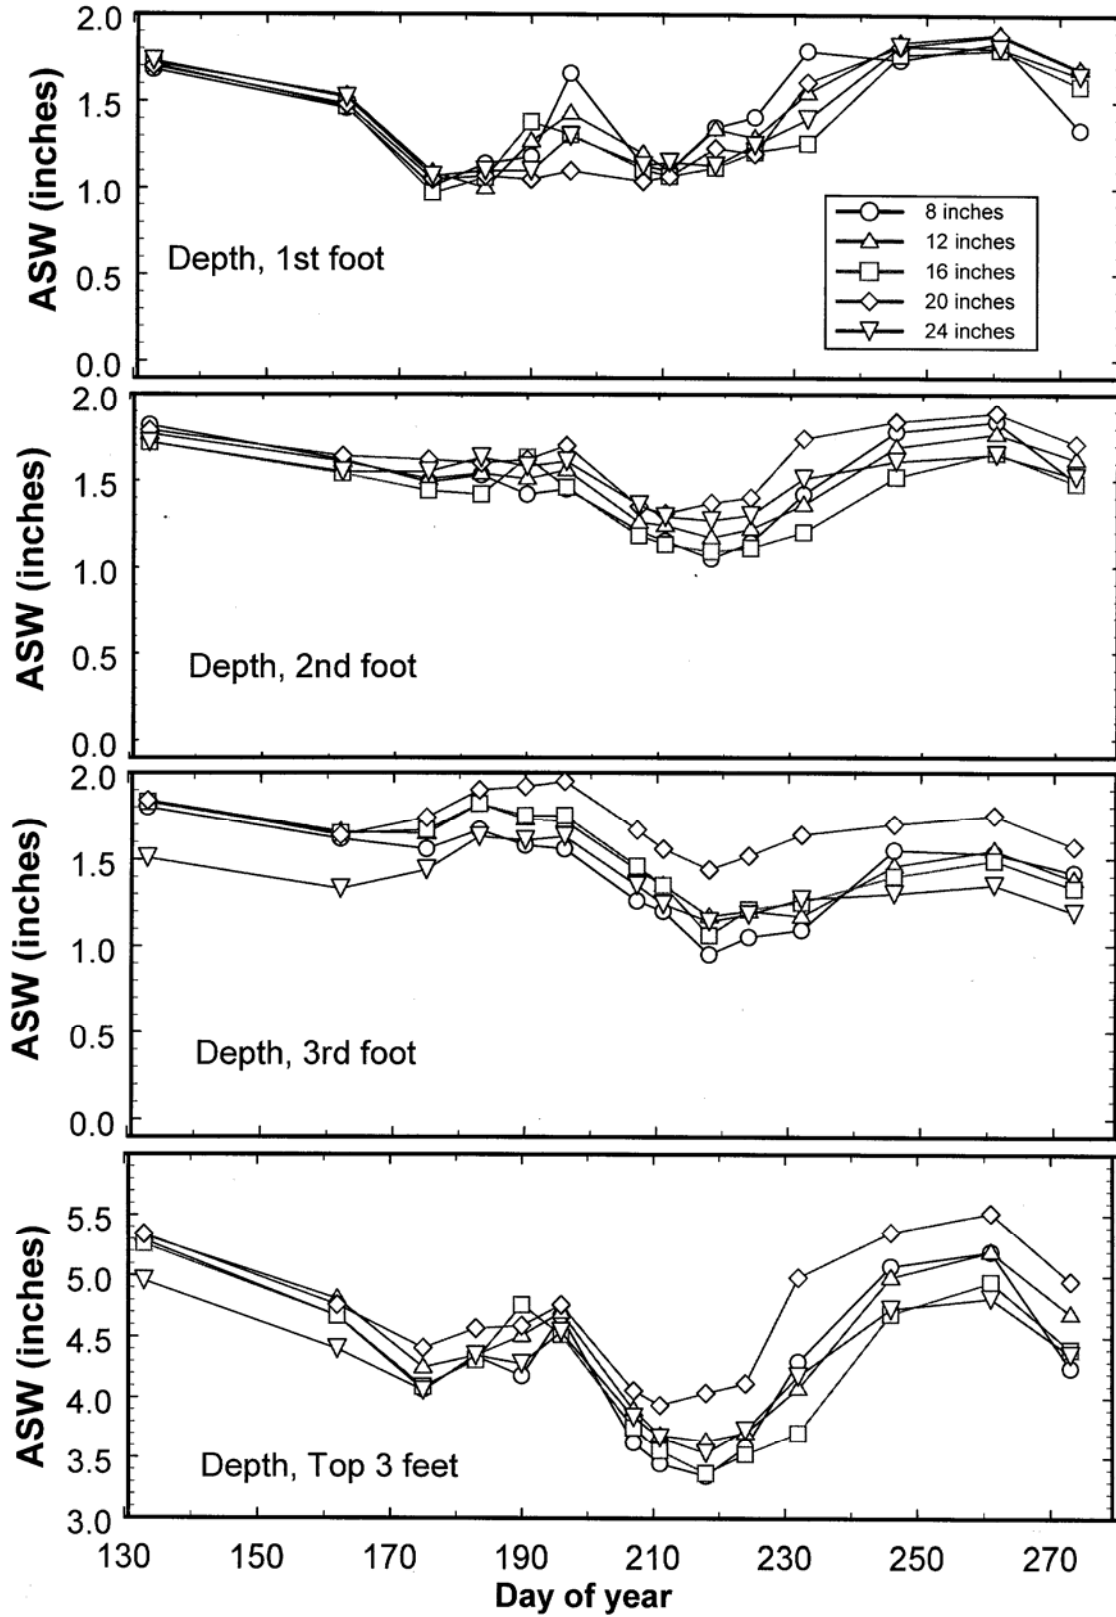 2.0
1.5
1.0
0.5
0.0
ASW (inches)
Depth, 1st foot
8 inches
12 inches
16 inches
20 inches
24 inches
2.0
1.5
1.0
0.5
0.0
ASW (inches)
Depth, 2nd foot
2.0
1.5
1.0
0.5
0.0
ASW (inches)
Depth, 3rd foot
5.5
5.0
4.5
4.0
3.5
3.0
ASW (inches)
Depth, Top 3 feet
130 150 170 190 210 230 250 270
Day of year